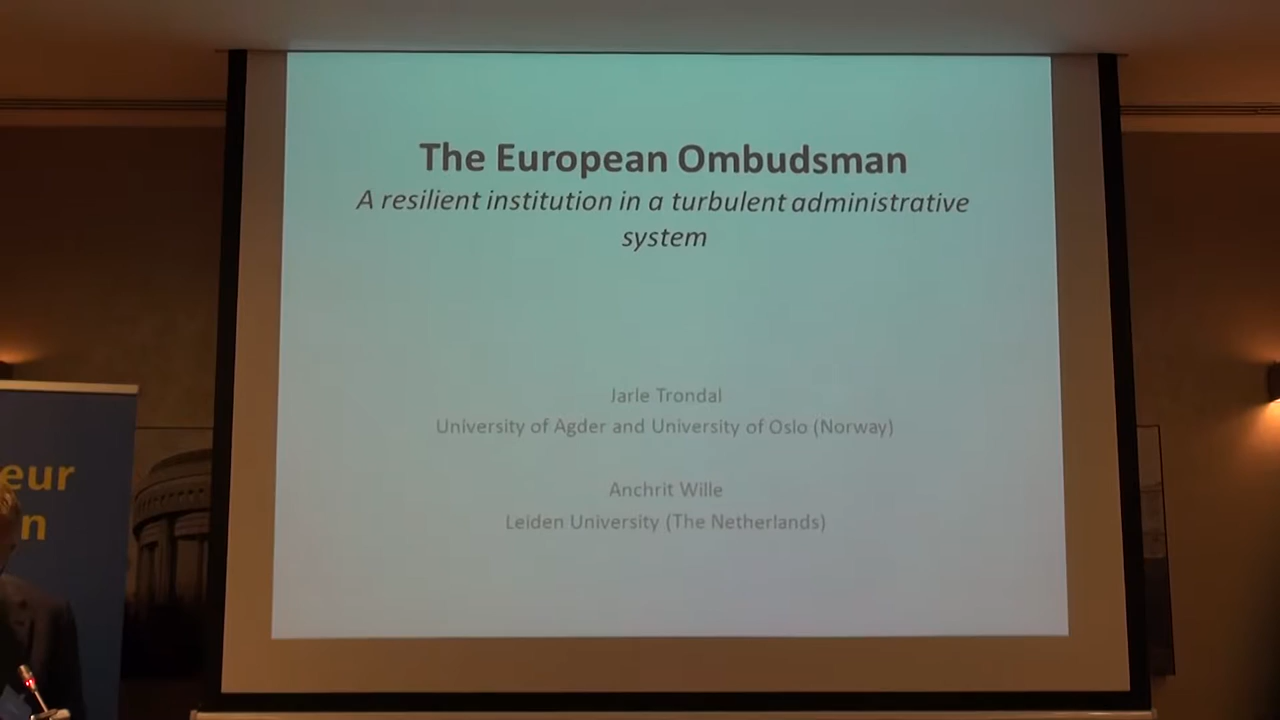 The European Ombudsman
A resilient institution in a turbulent administrative
system
Jarle Trondal
University of Agder and University of Oslo (Norway)
Anchrit Wille
Leiden University (The Netherlands)
eur
n